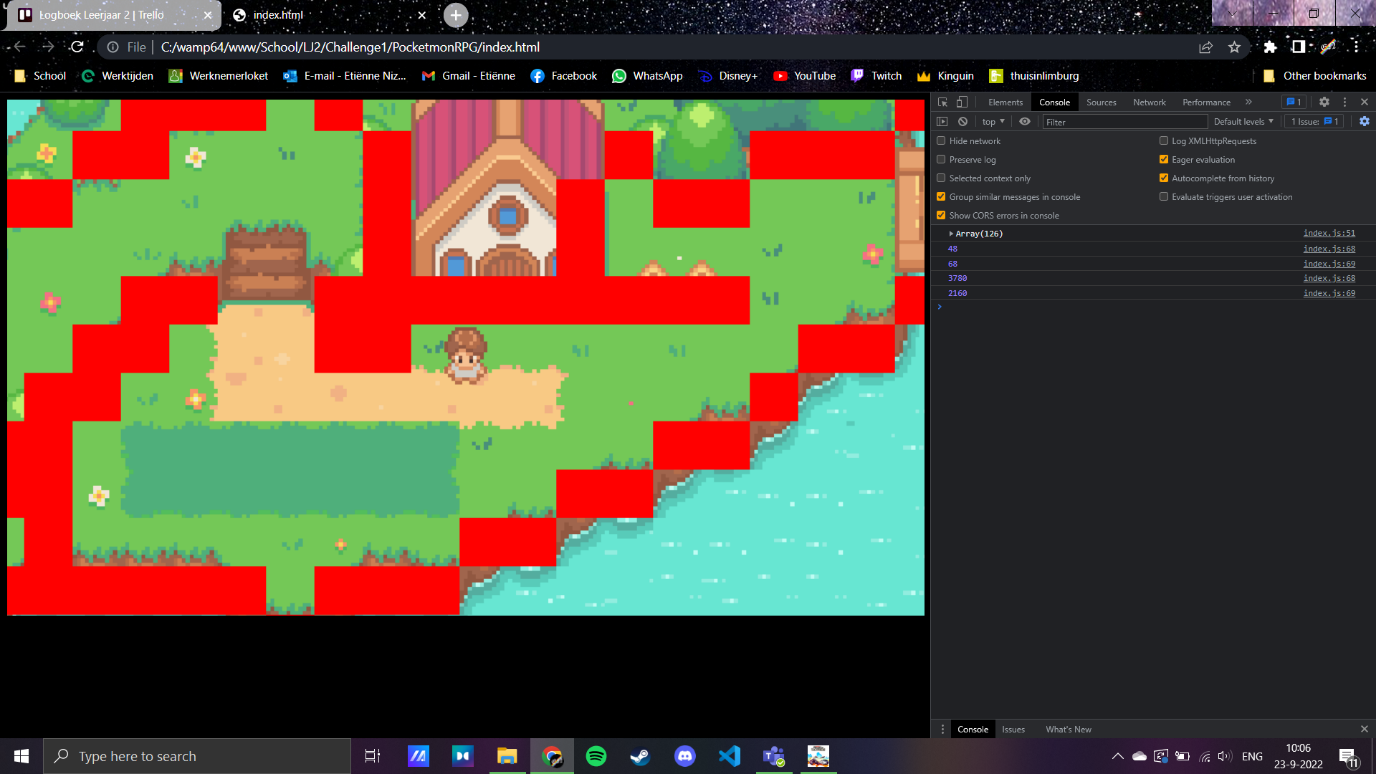 Logboek Leerjaar 2 | Trello
index.html
File | C:/wamp64/www/School/LJ2/Challenge1/PocketmonRPG/index.html
School Werktijden Werknemerloket E-mail - Etiënne Niz... Gmail - Etiënne Facebook WhatsApp Disney+ YouTube Twitch Kinguin thuisinlimburg Other bookmarks
Elements Console Sources Network Performance » 1
top Filter Default levels 1 Issue: 1
Hide network Log XMLHttpRequests
Preserve log Eager evaluation
Selected context only Autocomplete from history
Group similar messages in console Evaluate triggers user activation
Show CORS errors in console
Array(126) index.js:51
48 index.js:68
68 index.js:69
3780 index.js:68
2160 index.js:69
Console Issues What's New
Type here to search
ENG
10:06
23-9-2022
11